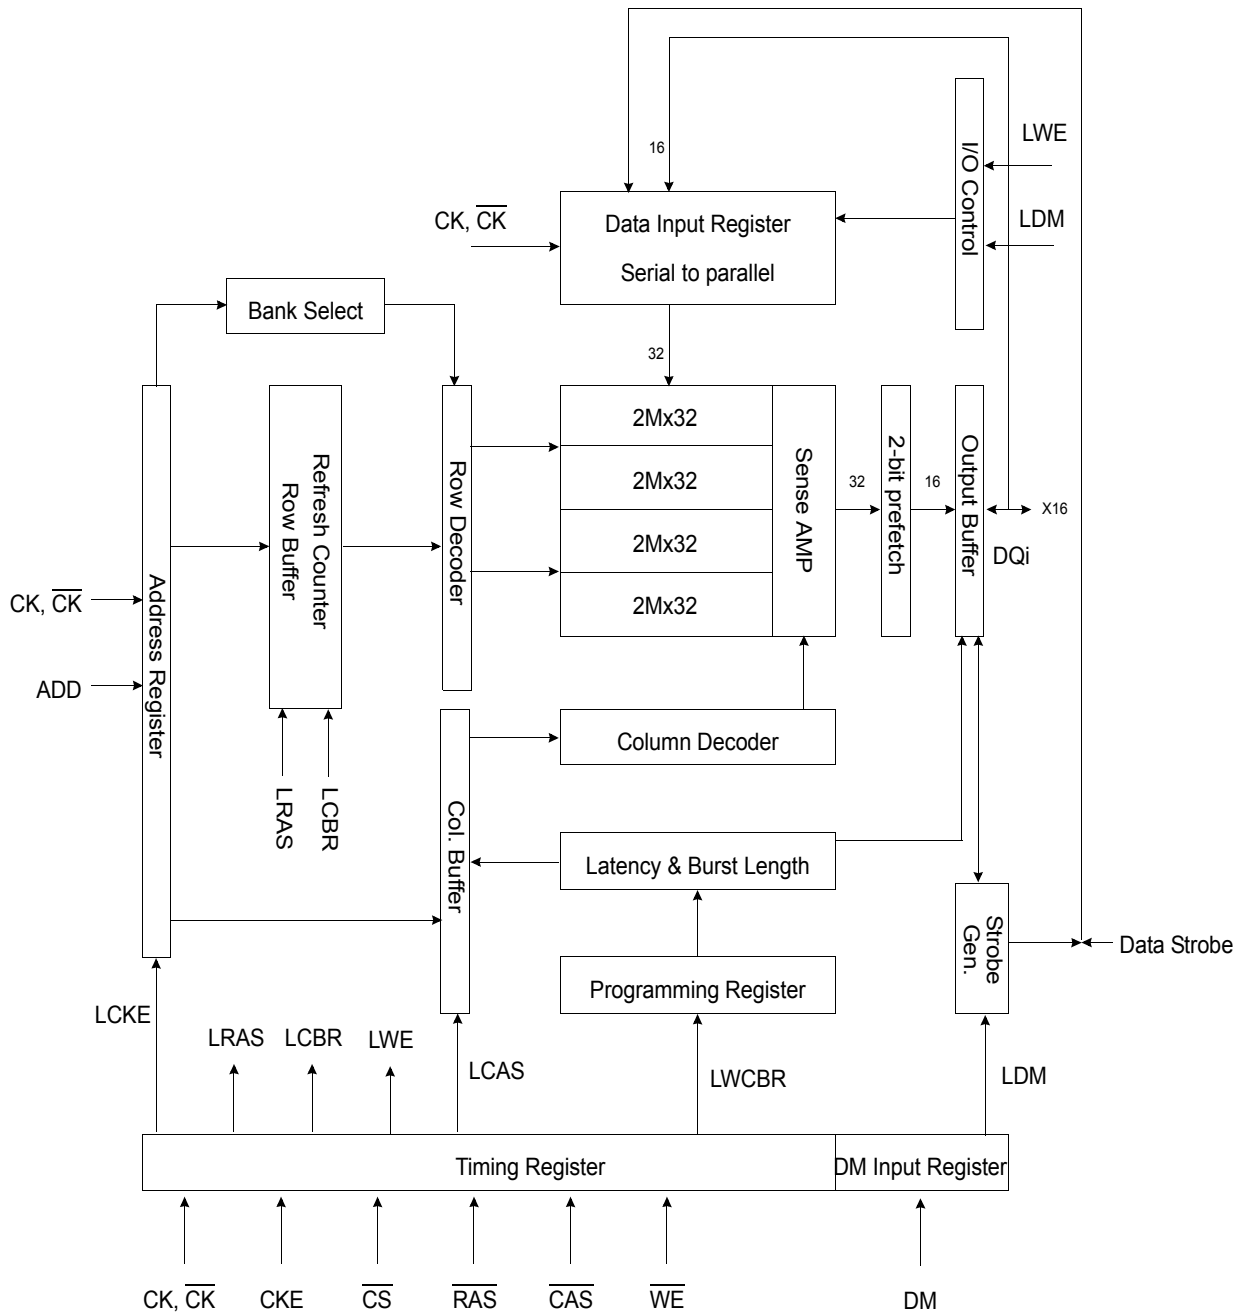 16
LWE
I/O Control
CK, CK
Data Input Register
LDM
Serial to parallel
Bank Select
32
2Mx32
2Mx32
2Mx32
2Mx32
Sense AMP
32
2-bit prefetch
16
Output Buffer
X16
DQi
Refresh Counter
Row Buffer
Row Decoder
Address Register
CK, CK
ADD
LRAS
LCBR
Col. Buffer
Column Decoder
Latency & Burst Length
Programming Register
Strobe
Gen.
Data Strobe
LCKE
LRAS
LCBR
LWE
LCAS
LWCBR
LDM
Timing Register
DM Input Register
CK, CK
CKE
CS
RAS
CAS
WE
DM